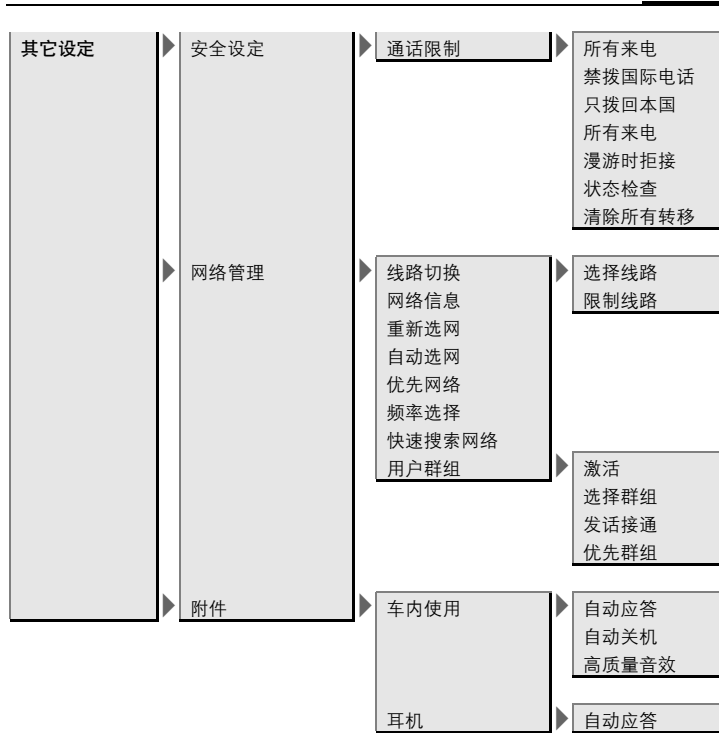 其它设定
安全设定
通话限制
所有来电
禁拨国际电话
只拨回本国
所有来电
漫游时拒接
状态检查
清除所有转移
网络管理
线路切换
选择线路
网络信息
限制线路
重新选网
自动选网
优先网络
频率选择
快速搜索网络
用户群组
激活
选择群组
发话接通
优先群组
附件
车内使用
自动应答
自动关机
高质量音效
耳机
自动应答